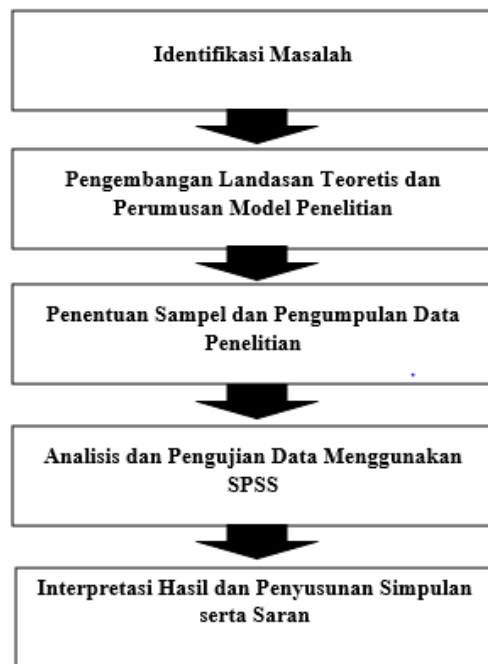 Identifikasi Masalah
Pengembangan Landasan Teoretis dan
Perumusan Model Penelitian
Penentuan Sampel dan Pengumpulan Data
Penelitian
Analisis dan Pengujian Data Menggunakan
SPSS
Interpretasi Hasil dan Penyusunan Simpulan
serta Saran